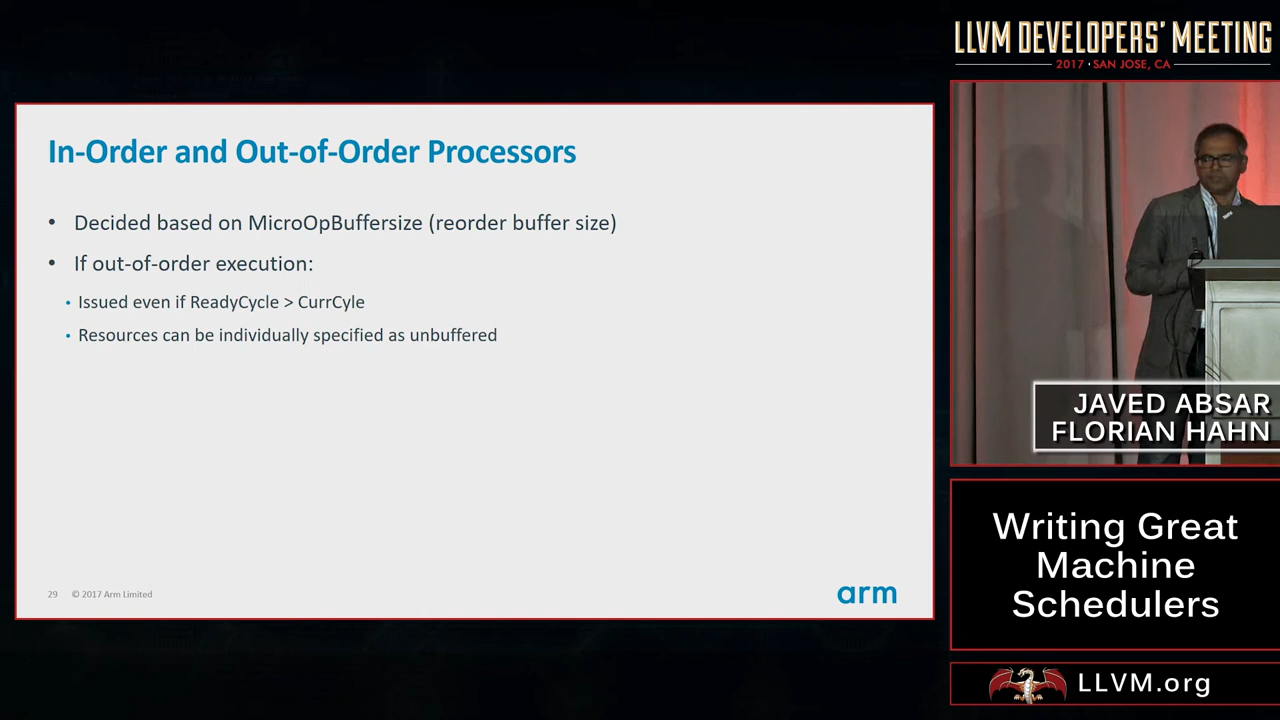 In-Order and Out-of-Order Processors
• Decided based on MicroOpBuffersize (reorder buffer size)
• If out-of-order execution:
• Issued even if ReadyCycle > CurrCyle
• Resources can be individually specified as unbuffered
29 © 2017 Arm Limited
arm
LLVM DEVELOPERS' MEETING
2017 • SAN JOSE, CA
JAVED ABSAR
FLORIAN HAHN
Writing Great
Machine
Schedulers
LLVM.org